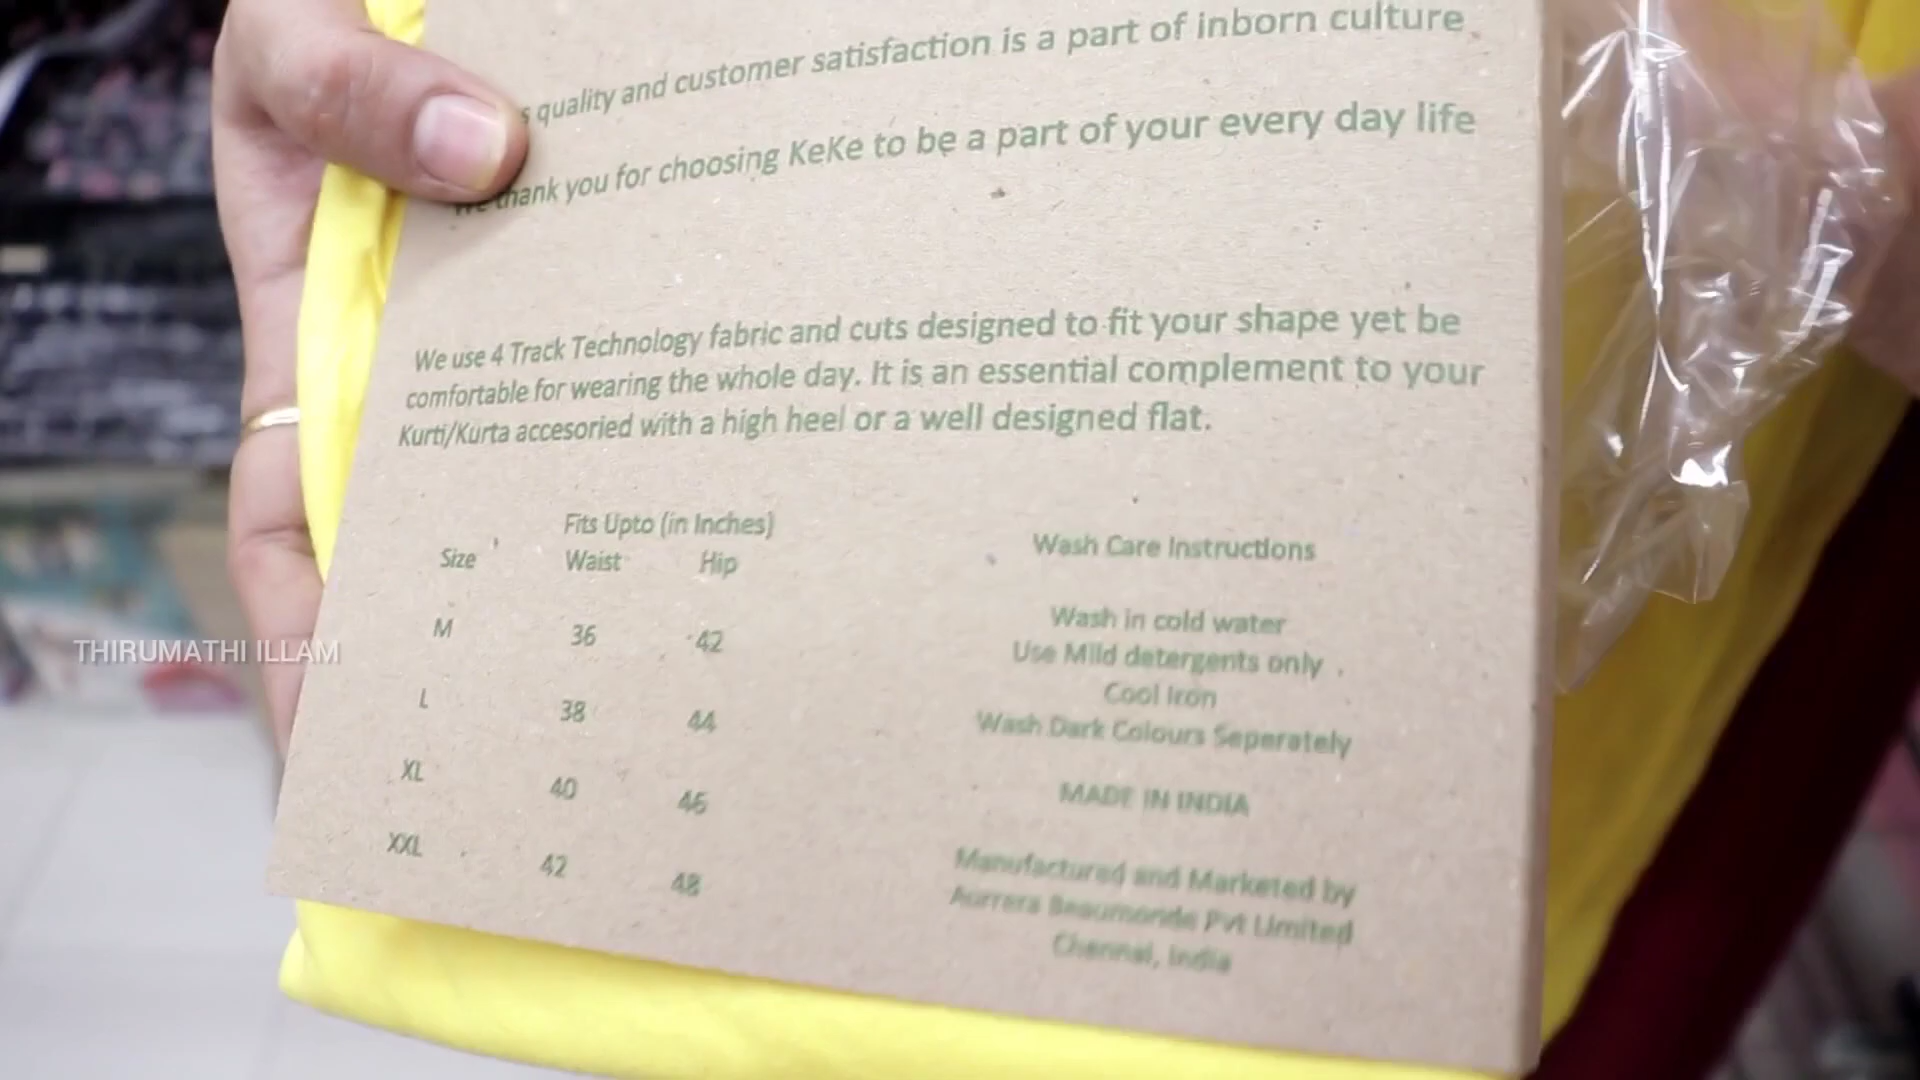 s quality and customer satisfaction is a part of inborn culture
We thank you for choosing KeKe to be a part of your every day life
We use 4 Track Technology fabric and cuts designed to fit your shape yet be
comfortable for wearing the whole day. It is an essential complement to your
Kurti/Kurta accesoried with a high heel or a well designed flat.
Fits Upto (in Inches)
Size Waist Hip
M 36 42
L 38 44
XL 40 46
XXL 42 48
Wash Care Instructions
Wash in cold water
Use Mild detergents only
Cool Iron
Wash Dark Colours Seperately
MADE IN INDIA
Manufactured and Marketed by
Aurrera Beaumonde Pvt Limited
Chennai, India
THIRUMATHI ILLAM